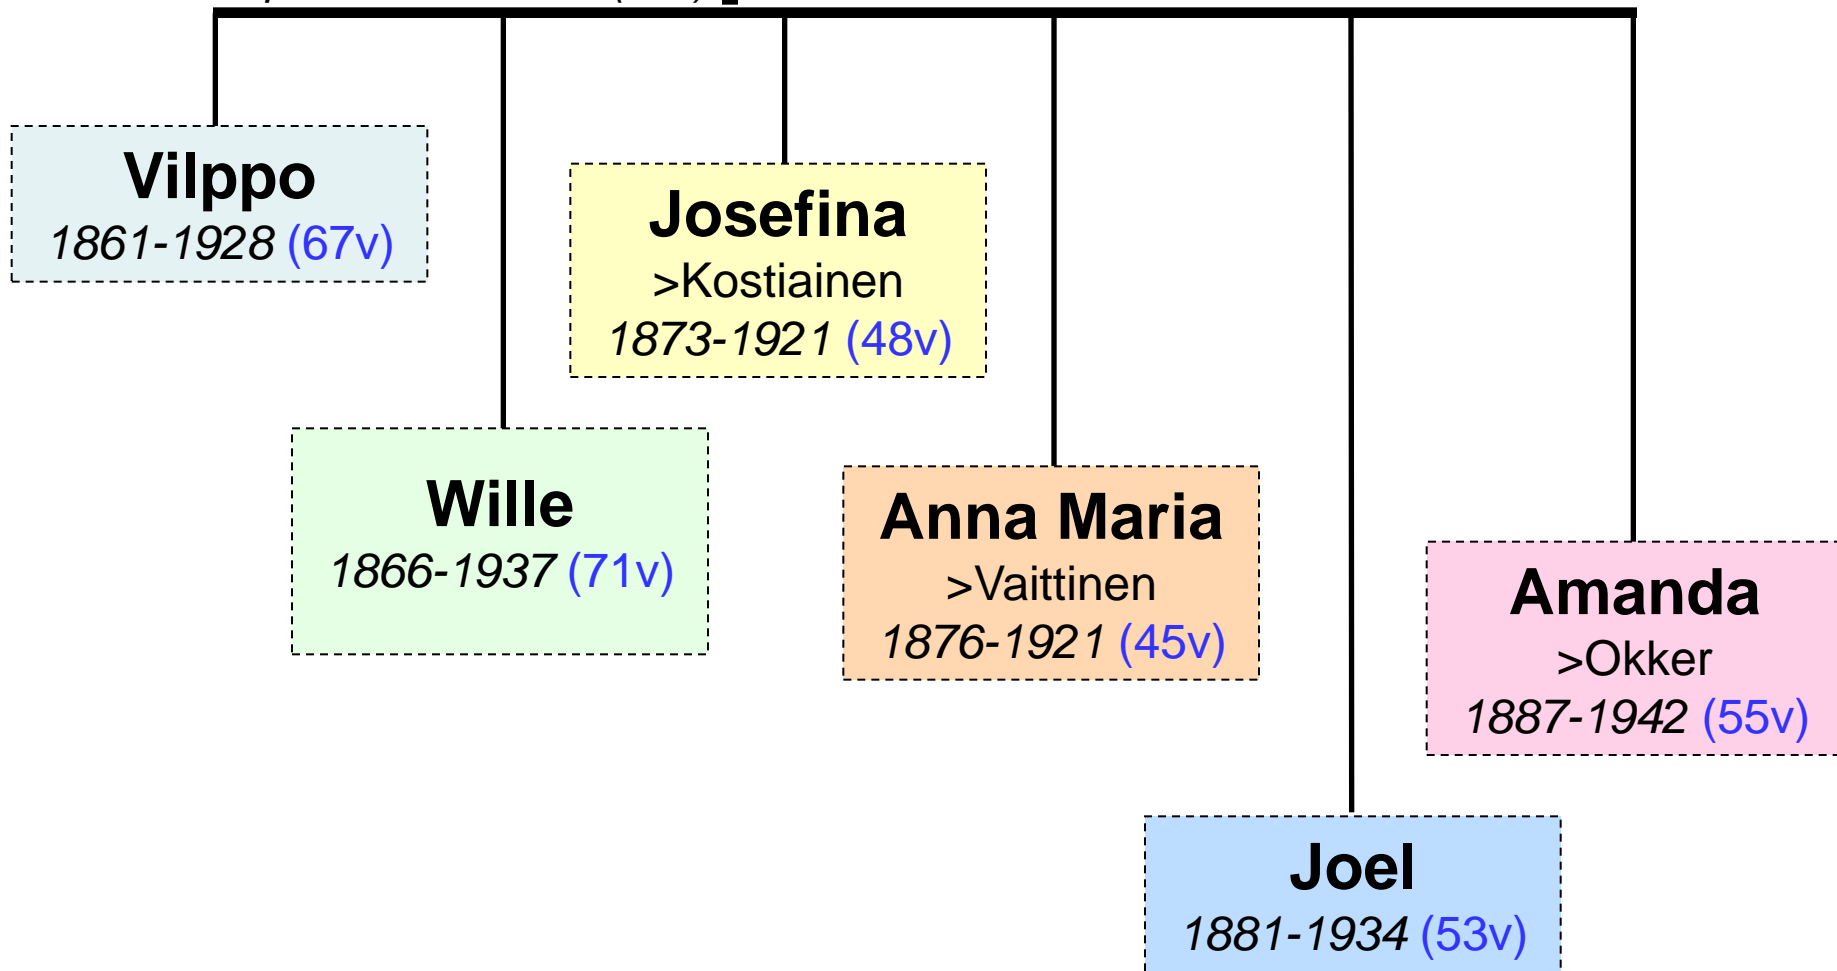 Vilppo
1861-1928 (67v)
Josefina
>Kostiainen
1873-1921 (48v)
Wille
1866-1937 (71v)
Anna Maria
>Vaittinen
1876-1921 (45v)
Amanda
>Okker
1887-1942 (55v)
Joel
1881-1934 (53v)